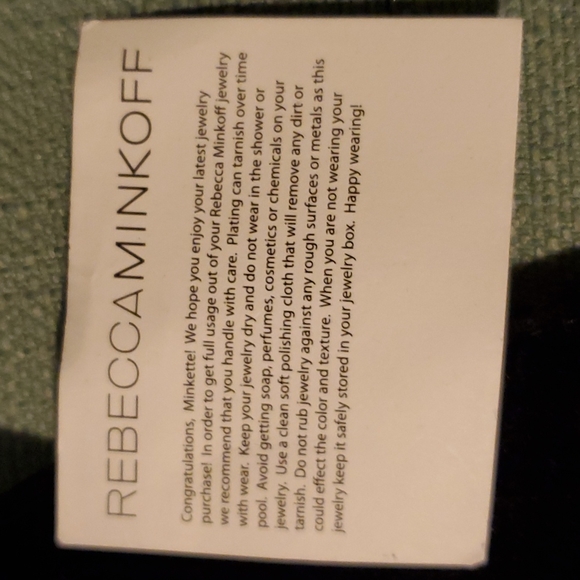 REBECCAMINKOFF
Congratulations, Minkette! We hope you enjoy your latest jewelry
purchase! In order to get full usage out of your Rebecca Minkoff jewelry
we recommend that you handle with care. Plating can tarnish over time
with wear. Keep your jewelry dry and do not wear in the shower or
pool. Avoid getting soap, perfumes, cosmetics or chemicals on your
jewelry. Use a clean soft polishing cloth that will remove any dirt or
tarnish. Do not rub jewelry against any rough surfaces or metals as this
could effect the color and texture. When you are not wearing your
jewelry keep it safely stored in your jewelry box. Happy wearing!